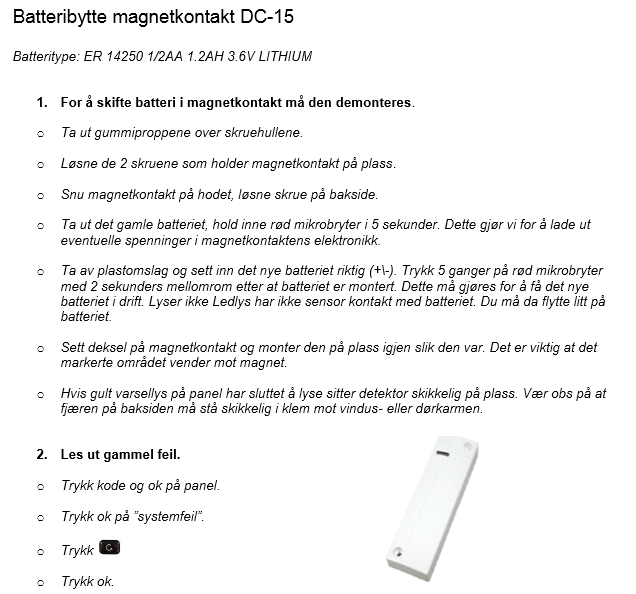 Batteribytte magnetkontakt DC-15
Batteritype: ER 14250 1/2AA 1.2AH 3.6V LITHIUM
1. For å skifte batteri i magnetkontakt må den demonteres.
o Ta ut gummiproppene over skruehullene.
o Løsne de 2 skruene som holder magnetkontakt på plass.
o Snu magnetkontakt på hodet, løsne skrue på bakside.
o Ta ut det gamle batteriet, hold inne rød mikrobryter i 5 sekunder. Dette gjør vi for å lade ut
eventuelle spenninger i magnetkontaktens elektronikk.
o Ta av plastomslag og sett inn det nye batteriet riktig (+\-). Trykk 5 ganger på rød mikrobryter
med 2 sekunders mellomrom etter at batteriet er montert. Dette må gjøres for å få det nye
batteriet i drift. Lyser ikke Ledlys har ikke sensor kontakt med batteriet. Du må da flytte litt på
batteriet.
o Sett deksel på magnetkontakt og monter den på plass igjen slik den var. Det er viktig at det
markerte området vender mot magnet.
o Hvis gult varsellys på panel har sluttet å lyse sitter detektor skikkelig på plass. Vær obs på at
fjæren på baksiden må stå skikkelig i klem mot vindus- eller dørkarmen.
2. Les ut gammel feil.
o Trykk kode og ok på panel.
o Trykk ok på ”systemfeil”.
o Trykk
o Trykk ok.